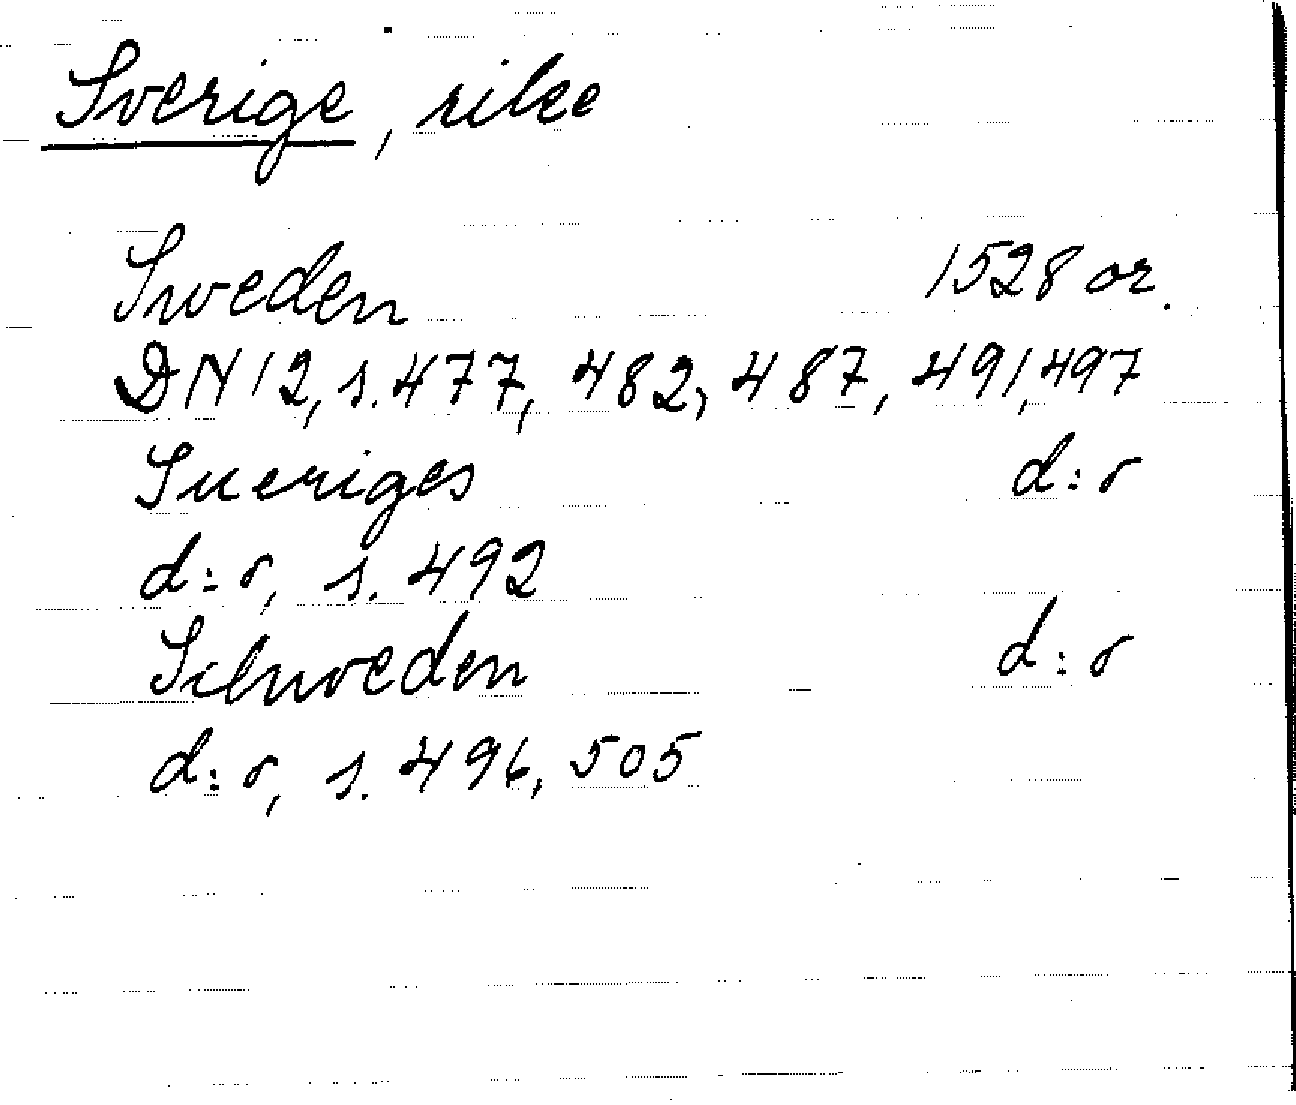 Sverige, rike
Sweden 1528 or.
DN 12, s. 477, 482, 487, 491, 497
Sueriges d:o
d:o, s. 492
Schweden d:o
d:o, s. 496, 505